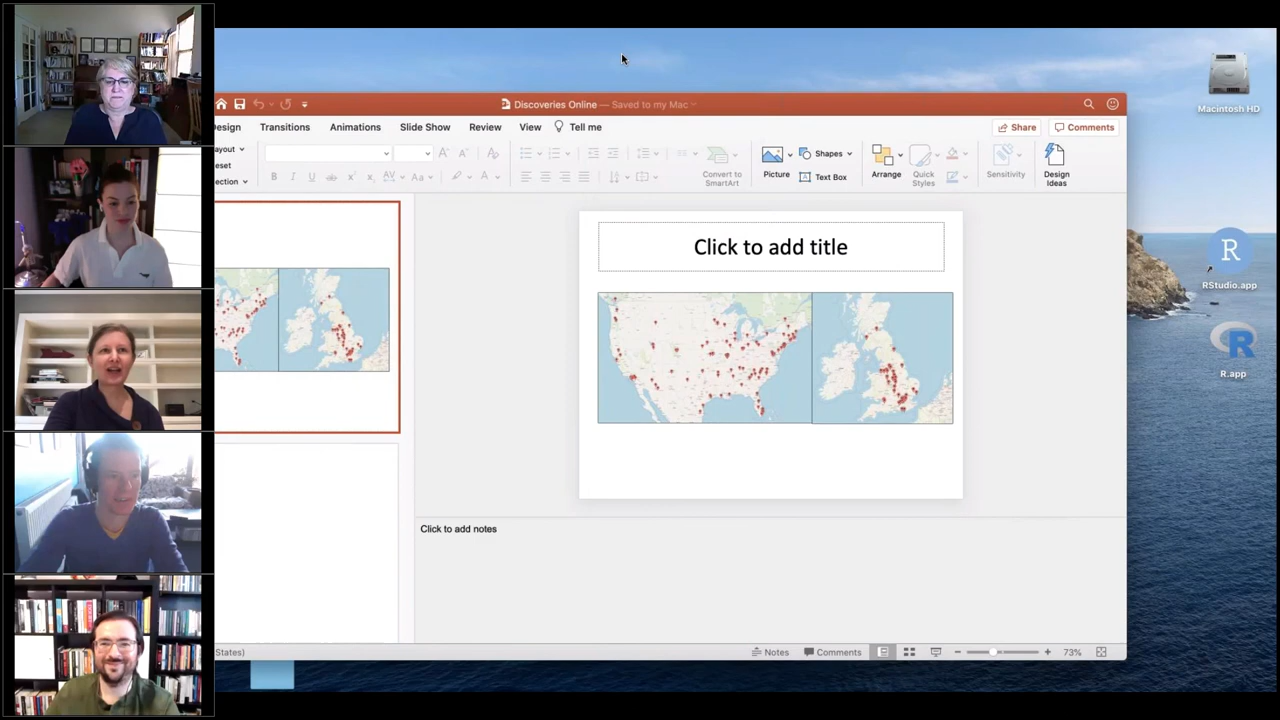 Discoveries Online — Saved to my Mac
esign Transitions Animations Slide Show Review View Tell me Share Comments
ayout
eset
ection
Convert to
SmartArt
Picture
Shapes
Text Box
Arrange
Quick
Styles
Sensitivity
Design
Ideas
Click to add title
Click to add notes
States)
Notes Comments 73%
Macintosh HD
R
RStudio.app
R
R.app